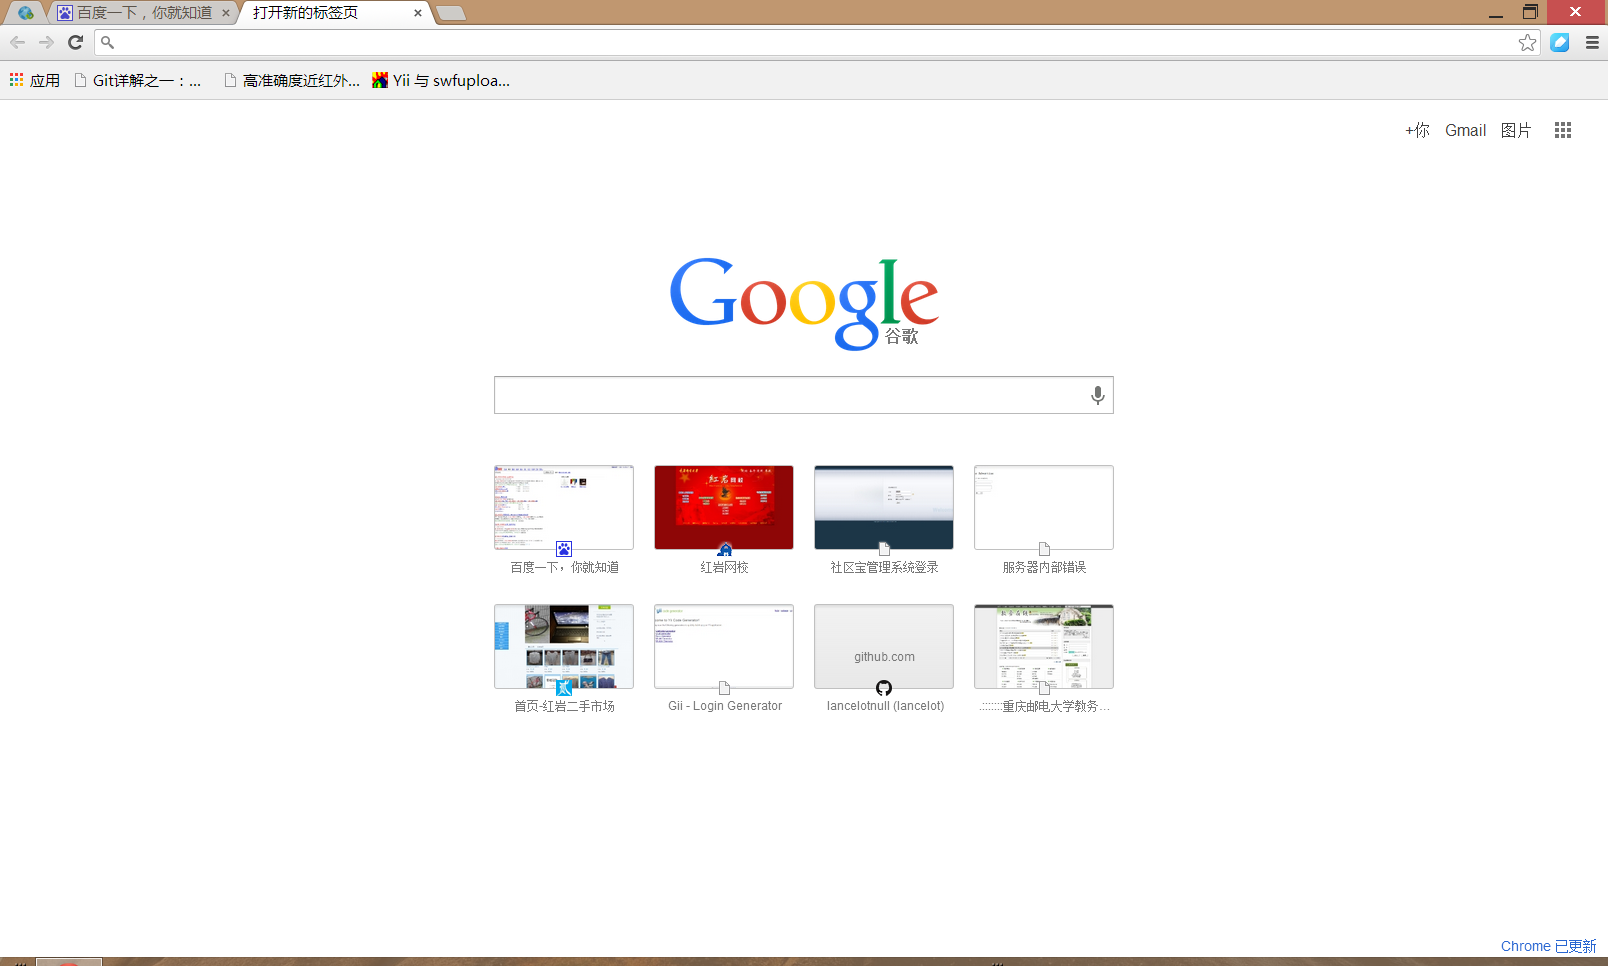 百度一下，你就知道
打开新的标签页
应用
Git详解之一：...
高准确度近红外...
Yii 与 swfuploa...
+你
Gmail
图片
Google
谷歌
百度一下，你就知道
红岩网校
社区宝管理系统登录
服务器内部错误
github.com
首页-红岩二手市场
Gii - Login Generator
lancelotnull (lancelot)
.:::::::重庆邮电大学教务...
Chrome 已更新